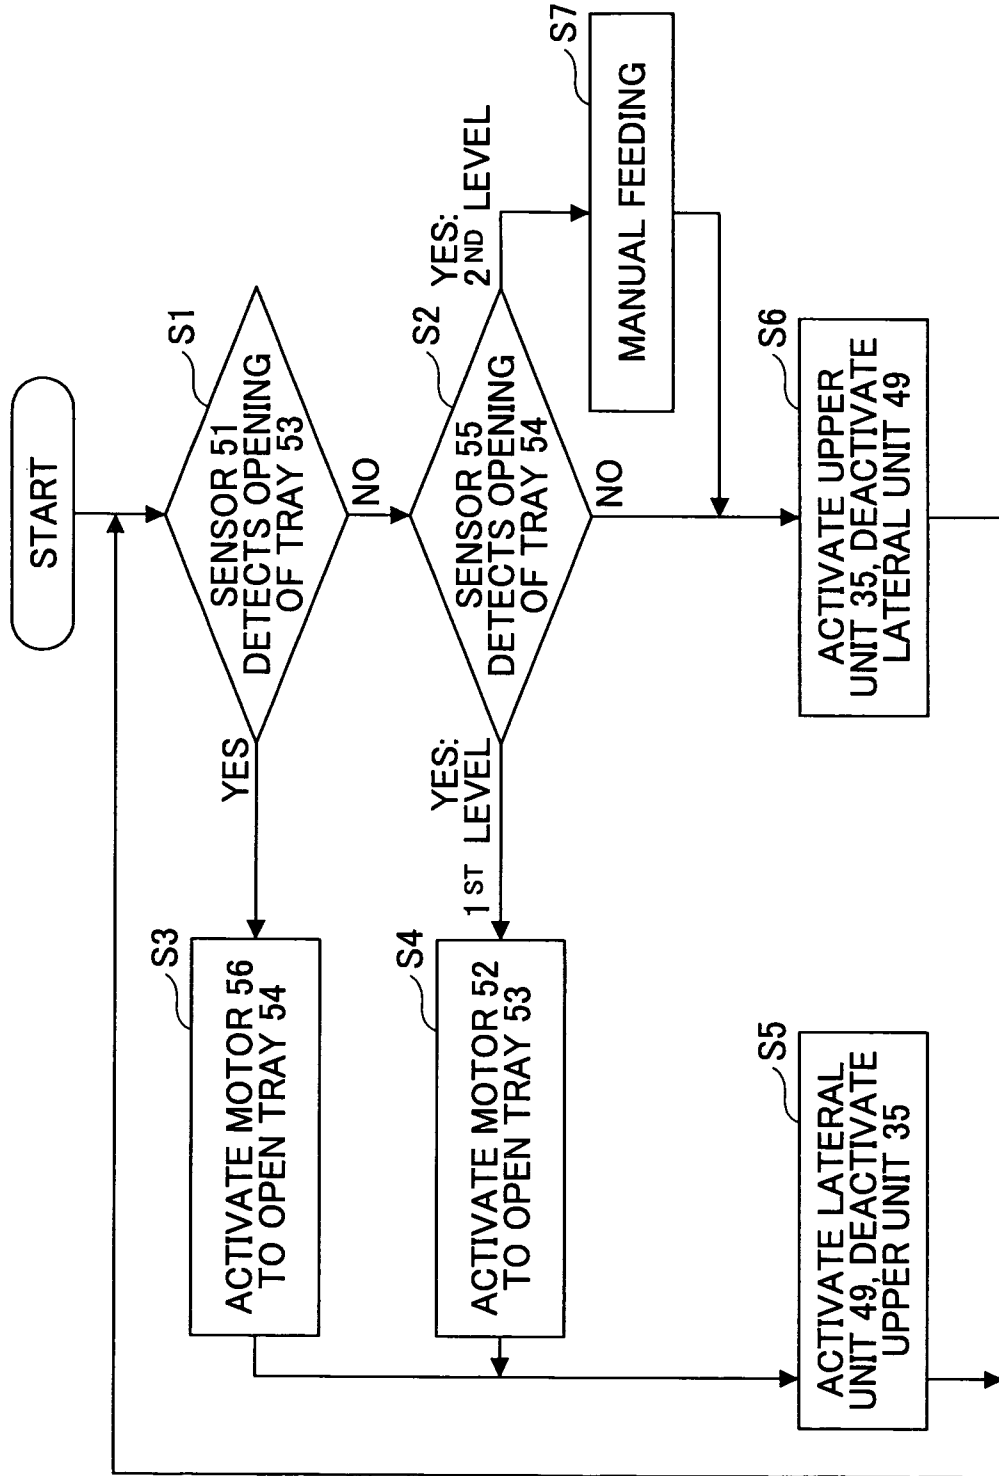 START
S1
SENSOR 51
DETECTS OPENING
OF TRAY 53
YES
NO
S3
ACTIVATE MOTOR 56
TO OPEN TRAY 54
S2
SENSOR 55
DETECTS OPENING
OF TRAY 54
YES:
1ST LEVEL
YES:
2ND LEVEL
NO
S4
ACTIVATE MOTOR 52
TO OPEN TRAY 53
S7
MANUAL FEEDING
S5
ACTIVATE LATERAL
UNIT 49, DEACTIVATE
UPPER UNIT 35
S6
ACTIVATE UPPER
UNIT 35, DEACTIVATE
LATERAL UNIT 49